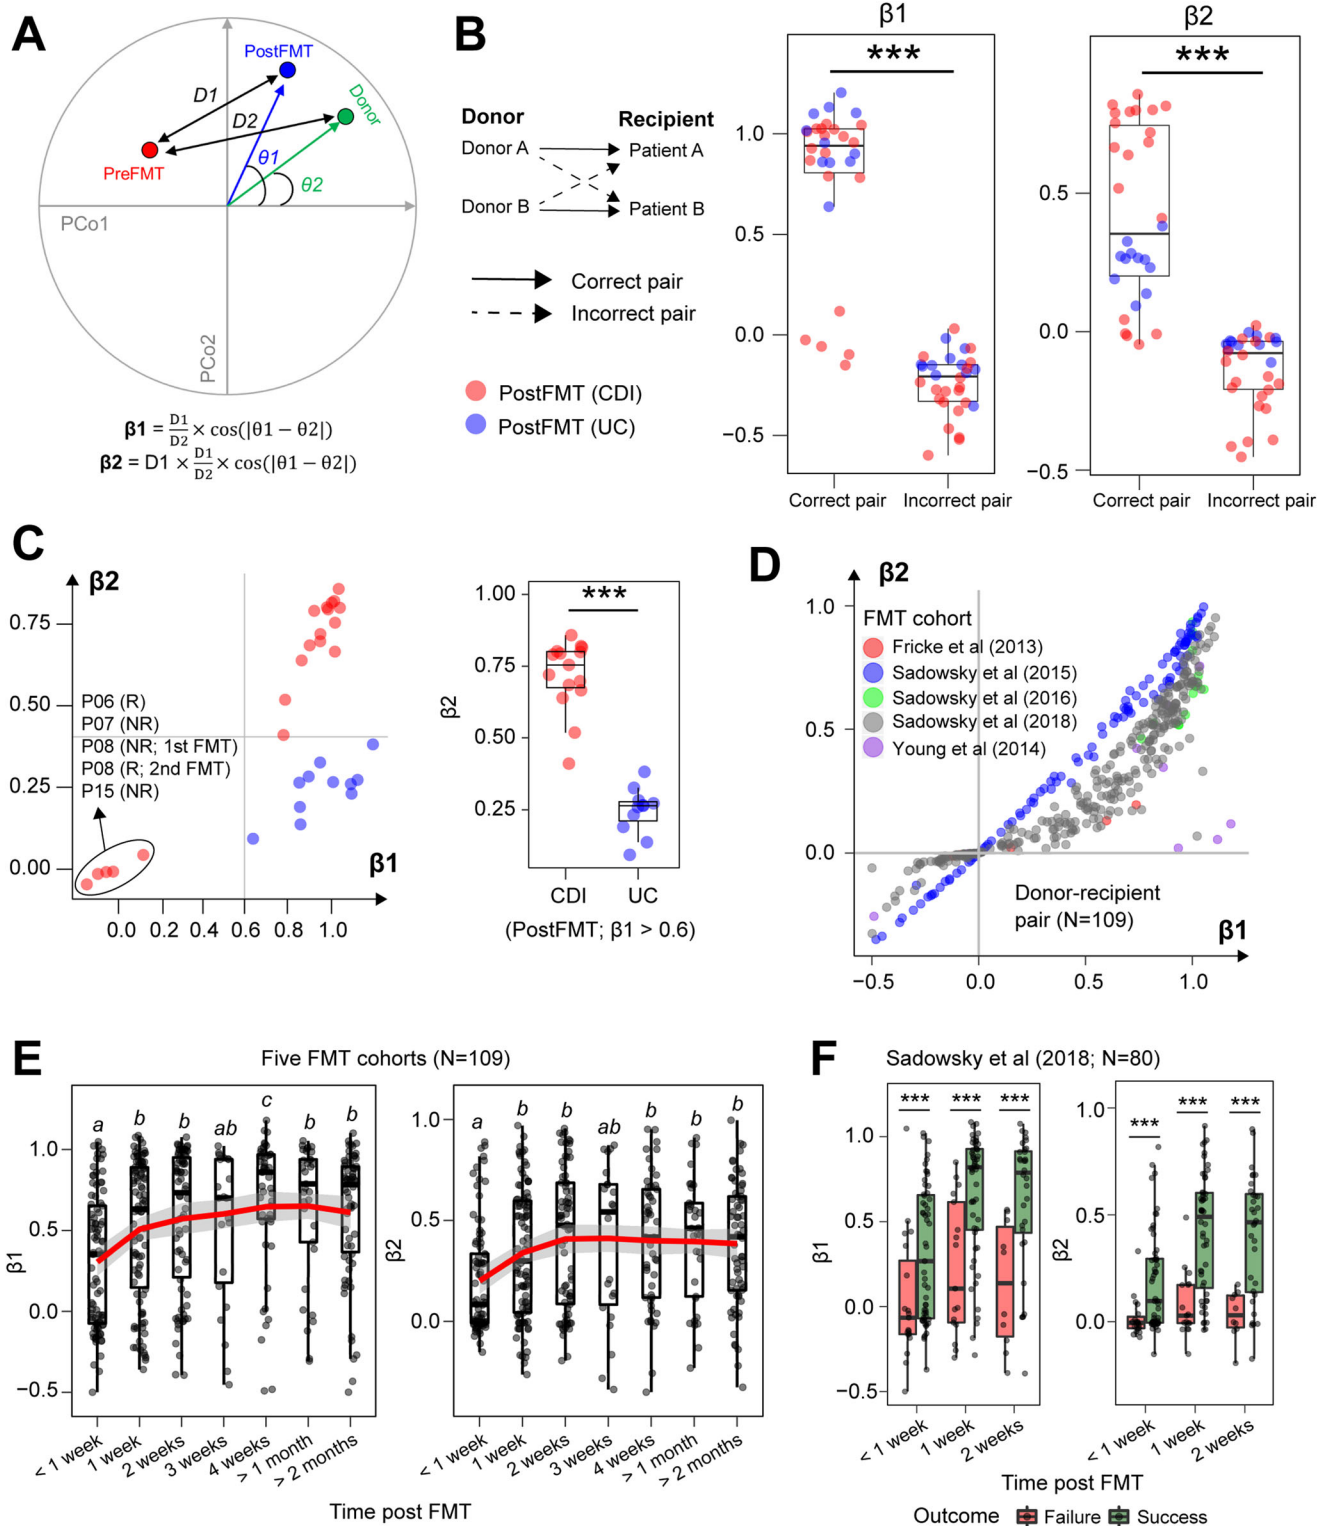 A
PostFMT
Donor
D1
D2
PreFMT
θ1
θ2
PCo1
PCo2
β1 = D1/D2 × cos(|θ1 − θ2|)
β2 = D1 × D1/D2 × cos(|θ1 − θ2|)
B
Donor
Recipient
Donor A
Patient A
Donor B
Patient B
Correct pair
Incorrect pair
PostFMT (CDI)
PostFMT (UC)
β1
***
1.0
0.5
0.0
−0.5
Correct pair
Incorrect pair
β2
***
0.5
0.0
−0.5
Correct pair
Incorrect pair
C
β2
0.75
0.50
0.25
0.00
P06 (R)
P07 (NR)
P08 (NR; 1st FMT)
P08 (R; 2nd FMT)
P15 (NR)
β1
0.0 0.2 0.4 0.6 0.8 1.0
β2
***
1.00
0.75
0.50
0.25
CDI
UC
(PostFMT; β1 > 0.6)
D
β2
1.0
0.5
0.0
FMT cohort
Fricke et al (2013)
Sadowsky et al (2015)
Sadowsky et al (2016)
Sadowsky et al (2018)
Young et al (2014)
Donor-recipient
pair (N=109)
β1
−0.5
0.0
0.5
1.0
E
Five FMT cohorts (N=109)
β1
1.0
0.5
0.0
−0.5
a
b
b
ab
c
b
b
< 1 week
1 week
2 weeks
3 weeks
4 weeks
> 1 month
> 2 months
β2
1.0
0.5
0.0
a
b
b
ab
b
b
b
< 1 week
1 week
2 weeks
3 weeks
4 weeks
> 1 month
> 2 months
Time post FMT
F
Sadowsky et al (2018; N=80)
β1
1.0
0.5
0.0
−0.5
***
***
***
< 1 week
1 week
2 weeks
β2
1.0
0.5
0.0
***
***
***
< 1 week
1 week
2 weeks
Time post FMT
Outcome
Failure
Success